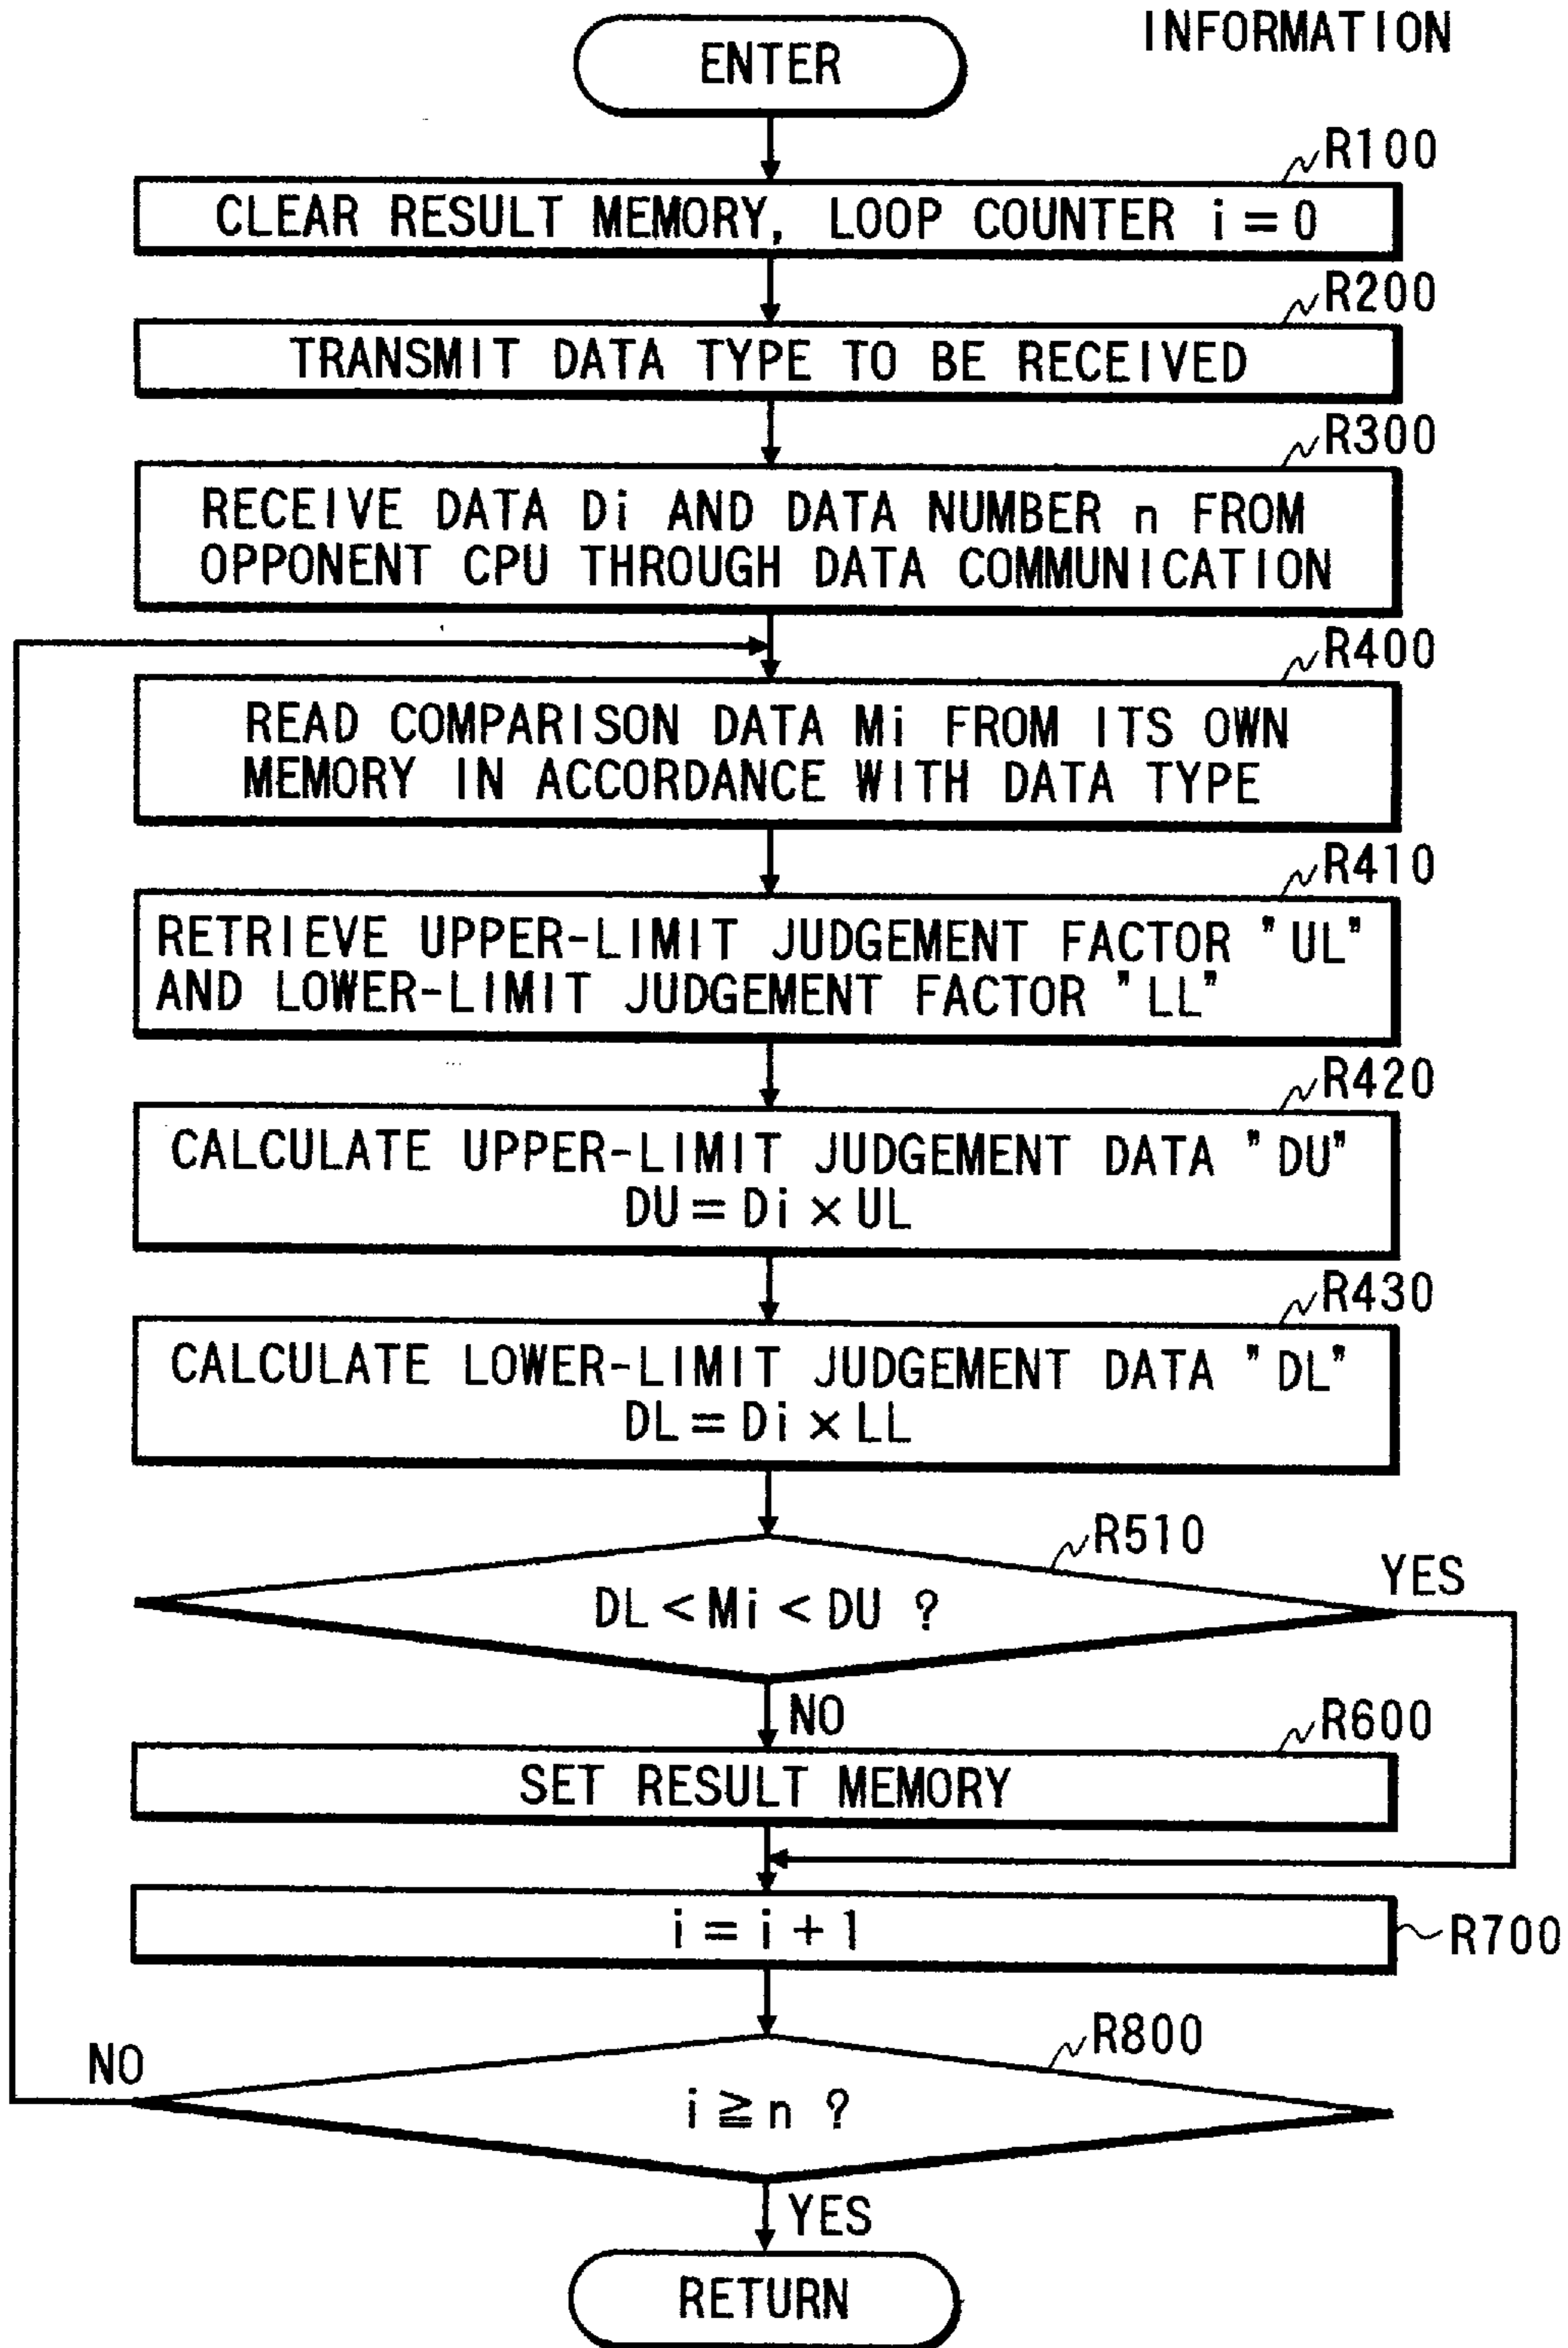 INFORMATION
ENTER
R100
CLEAR RESULT MEMORY, LOOP COUNTER i = 0
R200
TRANSMIT DATA TYPE TO BE RECEIVED
R300
RECEIVE DATA Di AND DATA NUMBER n FROM
OPPONENT CPU THROUGH DATA COMMUNICATION
R400
READ COMPARISON DATA Mi FROM ITS OWN
MEMORY IN ACCORDANCE WITH DATA TYPE
R410
RETRIEVE UPPER-LIMIT JUDGEMENT FACTOR "UL"
AND LOWER-LIMIT JUDGEMENT FACTOR "LL"
R420
CALCULATE UPPER-LIMIT JUDGEMENT DATA "DU"
DU = Di × UL
R430
CALCULATE LOWER-LIMIT JUDGEMENT DATA "DL"
DL = Di × LL
R510
YES
DL < Mi < DU ?
NO
R600
SET RESULT MEMORY
i = i + 1
R700
R800
NO
i ≧ n ?
YES
RETURN